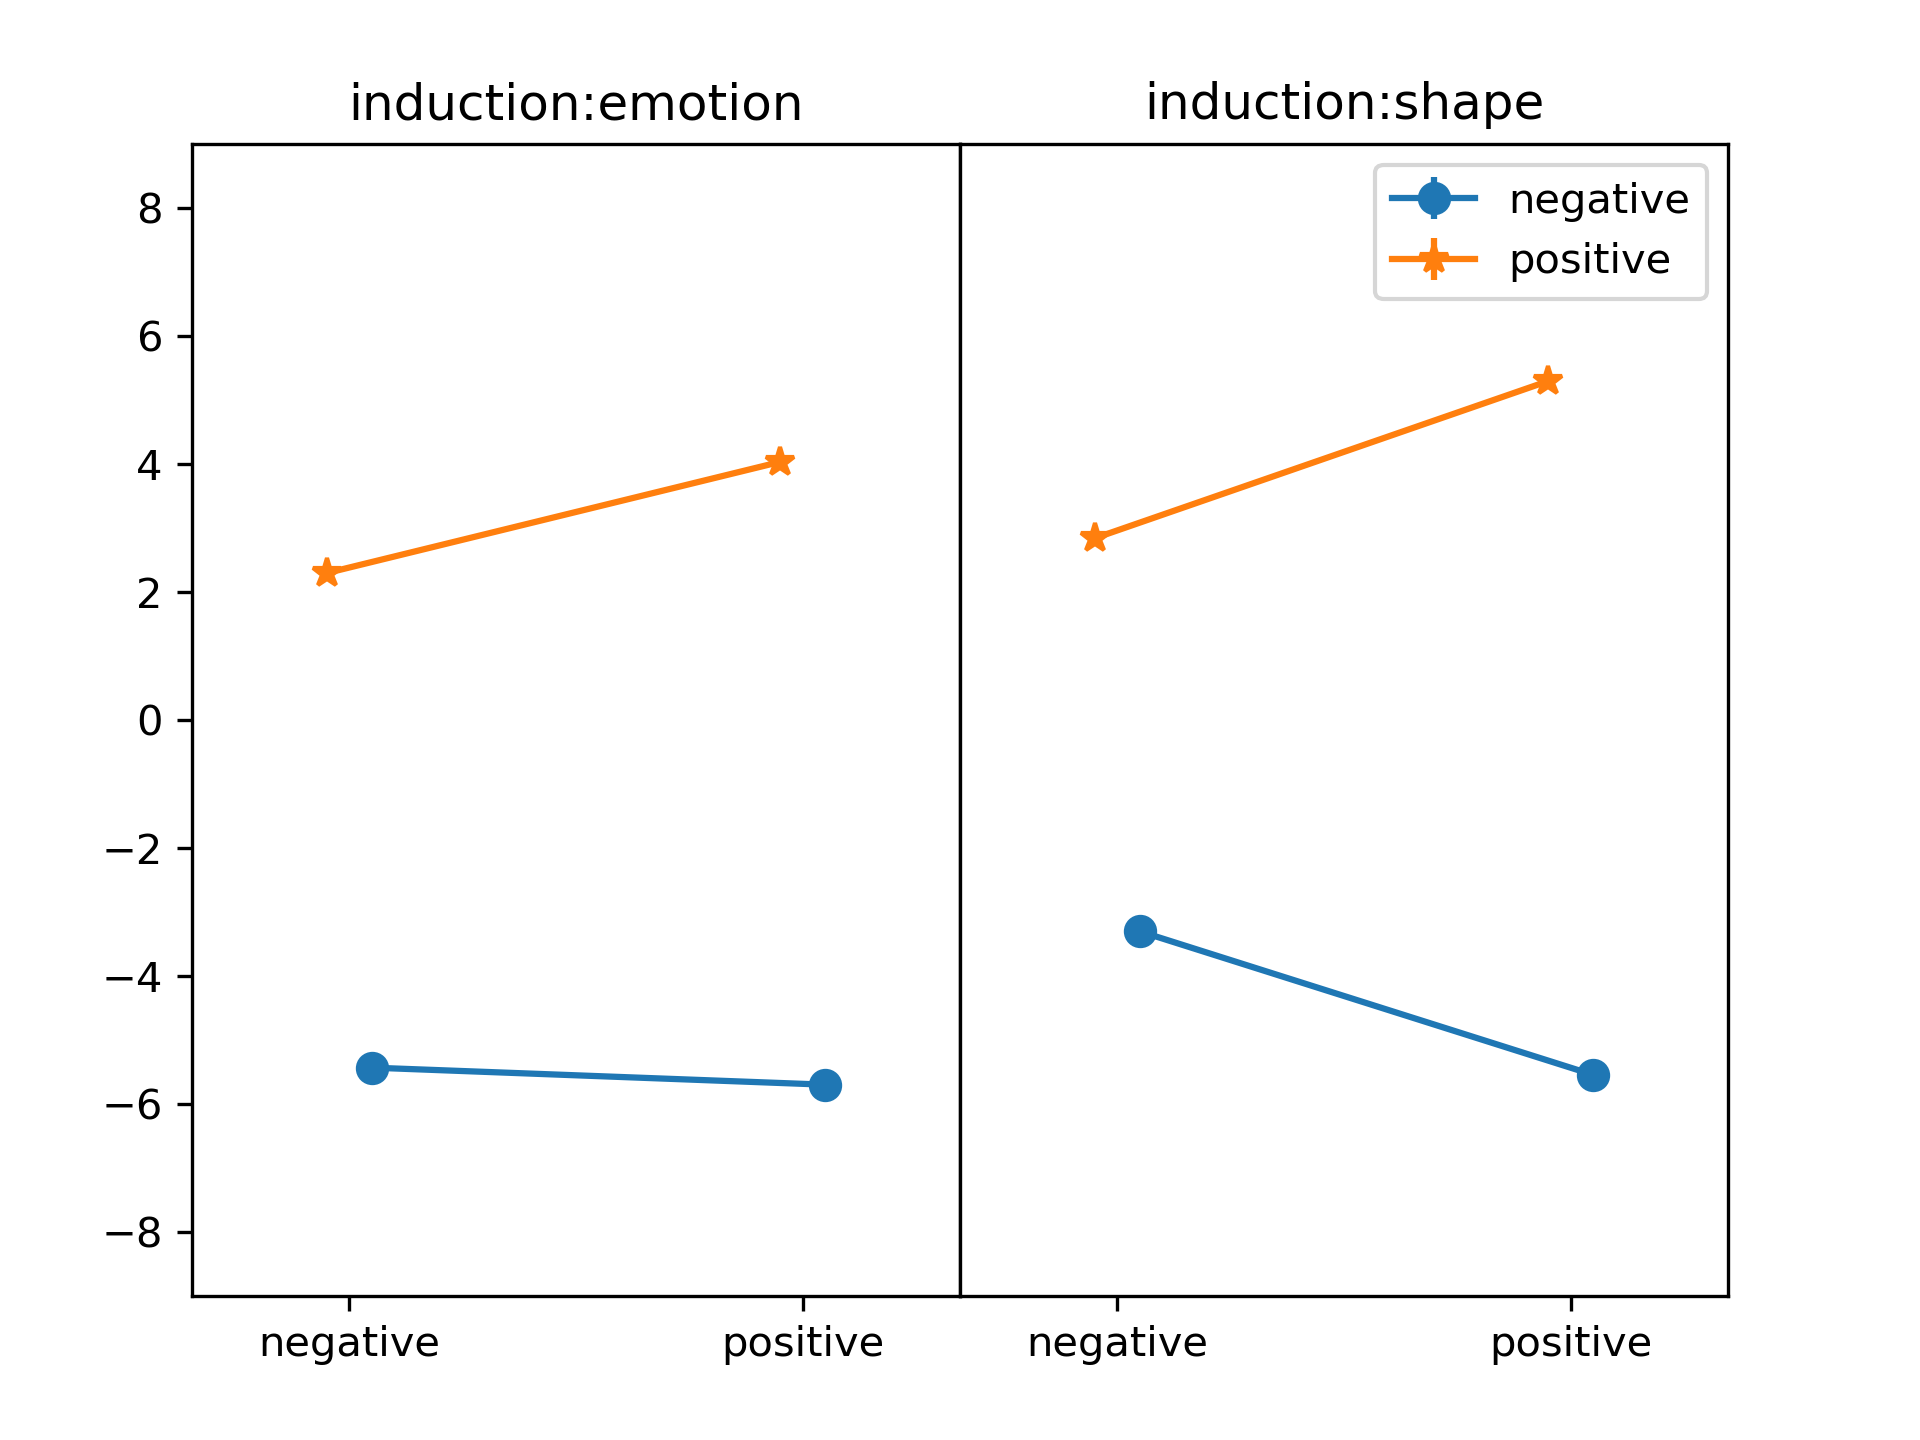 induction:emotion
induction:shape
negative
positive
8
6
4
2
0
−2
−4
−6
−8
negative positive negative positive